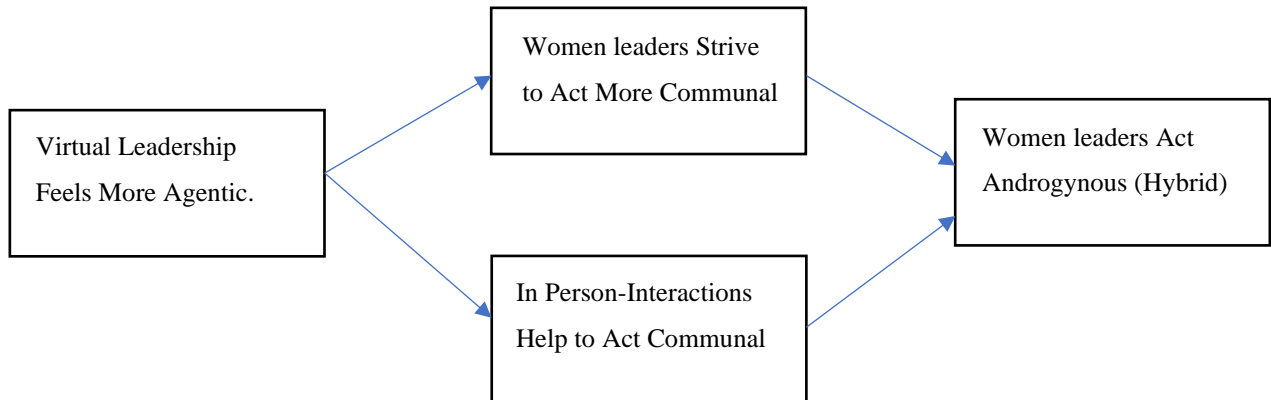 Women leaders Strive
to Act More Communal
Virtual Leadership
Feels More Agentic.
Women leaders Act
Androgynous (Hybrid)
In Person-Interactions
Help to Act Communal